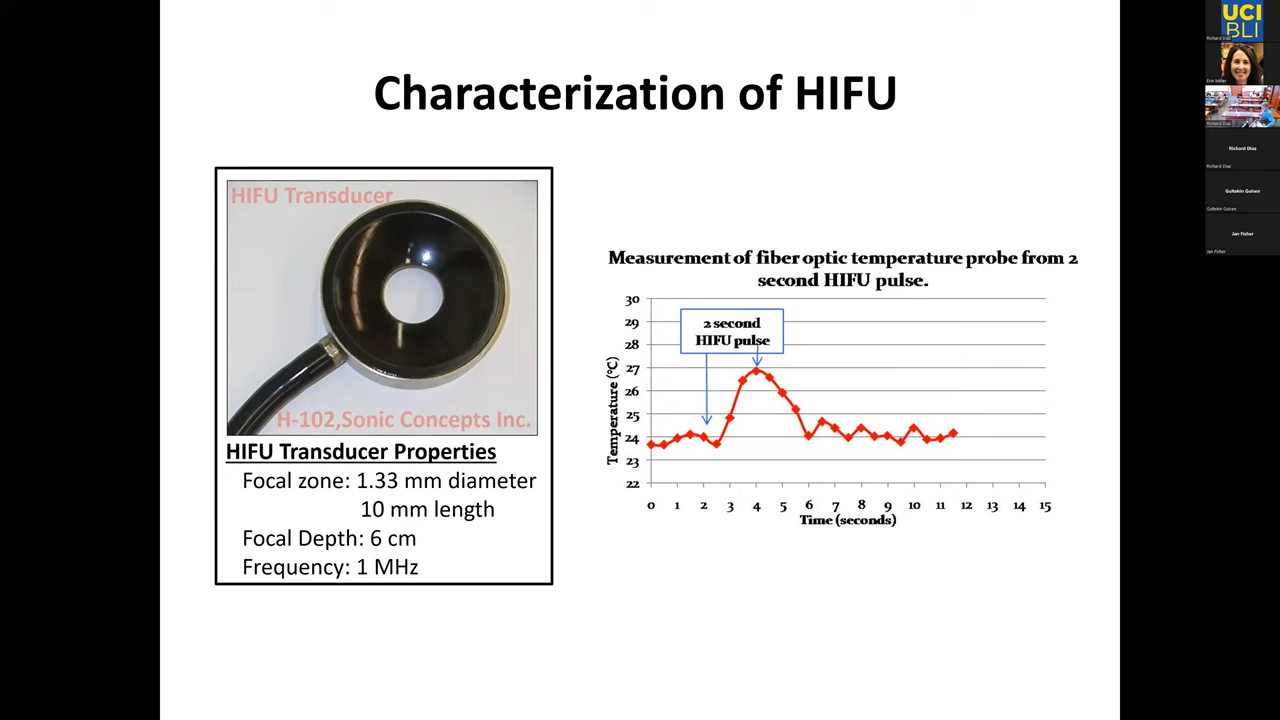 Characterization of HIFU
HIFU Transducer
H-102,Sonic Concepts Inc.
HIFU Transducer Properties
Focal zone: 1.33 mm diameter
10 mm length
Focal Depth: 6 cm
Frequency: 1 MHz
Measurement of fiber optic temperature probe from 2
second HIFU pulse.
2 second
HIFU pulse
Temperature (°C)
30
29
28
27
26
25
24
23
22
0 1 2 3 4 5 6 7 8 9 10 11 12 13 14 15
Time (seconds)
UCI
BLI
Richard Diaz
Erin Miller
Richard Diaz
Richard Diaz
Richard Diaz
Gultekin Gulsen
Gultekin Gulsen
Jan Fisher
Jan Fisher